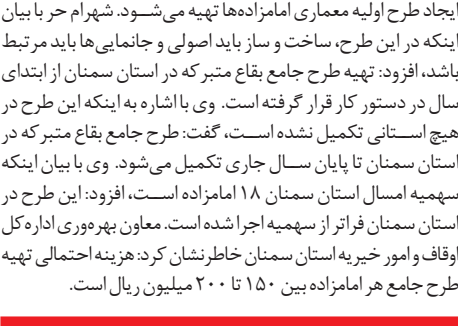 ایجاد طرح اولیه معماری امامزاده‌ها تهیه می‌شود. شهرام حر با بیان
اینکه در این طرح، ساخت و ساز باید اصولی و جانمایی‌ها باید مرتبط
باشد، افزود: تهیه طرح جامع بقاع متبرکه در استان سمنان از ابتدای
سال در دستور کار قرار گرفته است. وی با اشاره به اینکه این طرح در
هیچ استانی تکمیل نشده است، گفت: طرح جامع بقاع متبرکه در
استان سمنان تا پایان سال جاری تکمیل می‌شود. وی با بیان اینکه
سهمیه امسال استان سمنان ۱۸ امامزاده است، افزود: این طرح در
استان سمنان فراتر از سهمیه اجرا شده است. معاون بهره‌وری اداره کل
اوقاف و امور خیریه استان سمنان خاطرنشان کرد: هزینه احتمالی تهیه
طرح جامع هر امامزاده بین ۱۵۰ تا ۲۰۰ میلیون ریال است.